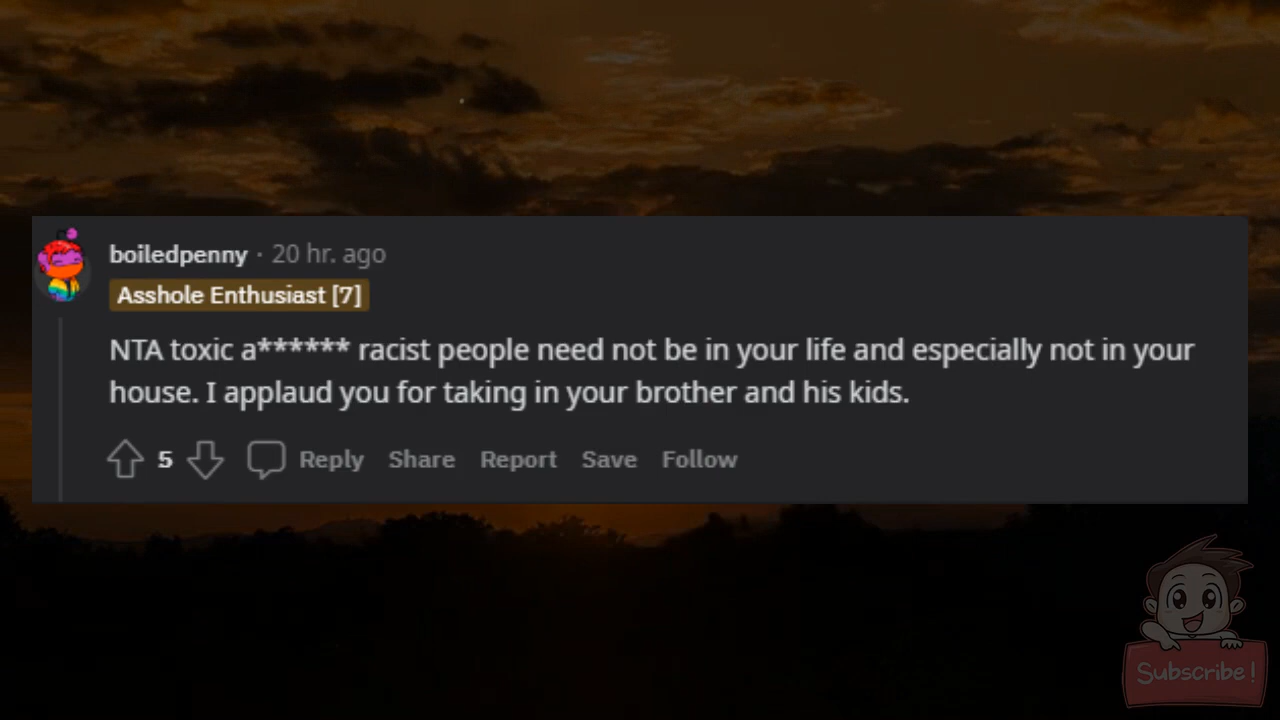 boiledpenny · 20 hr. ago
Asshole Enthusiast [7]
NTA toxic a****** racist people need not be in your life and especially not in your
house. I applaud you for taking in your brother and his kids.
5 Reply Share Report Save Follow
Subscribe!